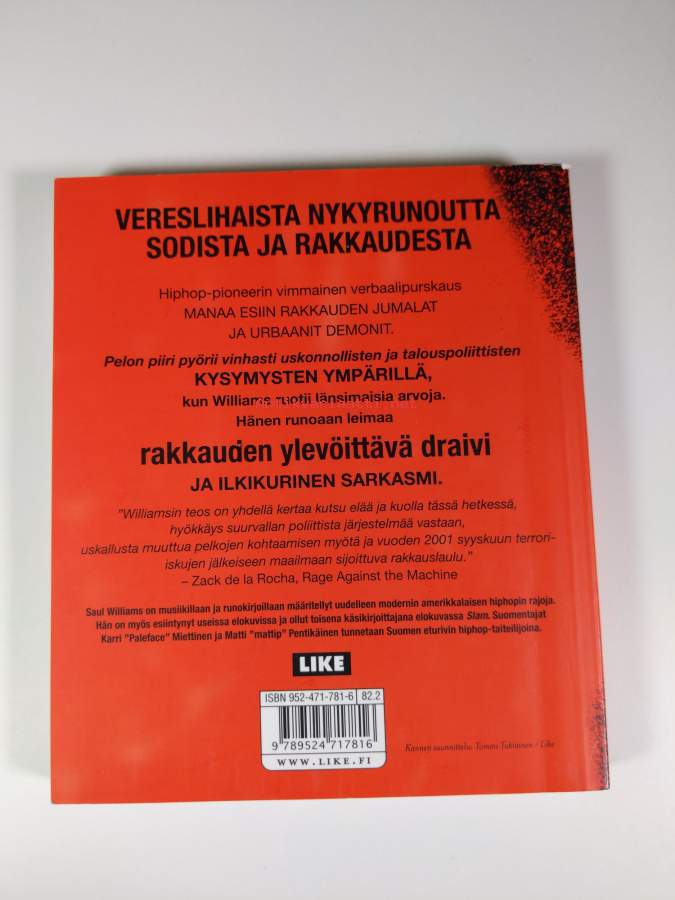 VERESLIHAISTA NYKYRUNOUTTA
SODISTA JA RAKKAUDESTA
Hiphop-pioneerin vimmainen verbaalipurskaus
MANAA ESIIN RAKKAUDEN JUMALAT
JA URBAANIT DEMONIT.
Pelon piiri pyörii vinhasti uskonnollisten ja talouspoliittisten
KYSYMYSTEN YMPÄRILLÄ,
kun Williams ruotii länsimaisia arvoja.
Hänen runoaan leimaa
rakkauden ylevöittävä draivi
JA ILKIKURINEN SARKASMI.
"Williamsin teos on yhdellä kertaa kutsu elää ja kuolla tässä hetkessä,
hyökkäys suurvallan poliittista järjestelmää vastaan,
uskallusta muuttua pelkojen kohtaamisen myötä ja vuoden 2001 syyskuun terrori-
iskujen jälkeiseen maailmaan sijoittuva rakkauslaulu."
– Zack de la Rocha, Rage Against the Machine
Saul Williams on musiikillaan ja runokirjoillaan määritellyt uudelleen modernin amerikkalaisen hiphopin rajoja.
Hän on myös esiintynyt useissa elokuvissa ja ollut toisena käsikirjoittajana elokuvassa Slam. Suomentajat
Karri "Paleface" Miettinen ja Matti "mattip" Pentikäinen tunnetaan Suomen eturivin hiphop-taiteilijoina.
LIKE
ISBN 952-471-781-6 82.2
9 789524 717816
WWW.LIKE.FI
Kannen suunnittelu: Tommi Tukiainen / Like